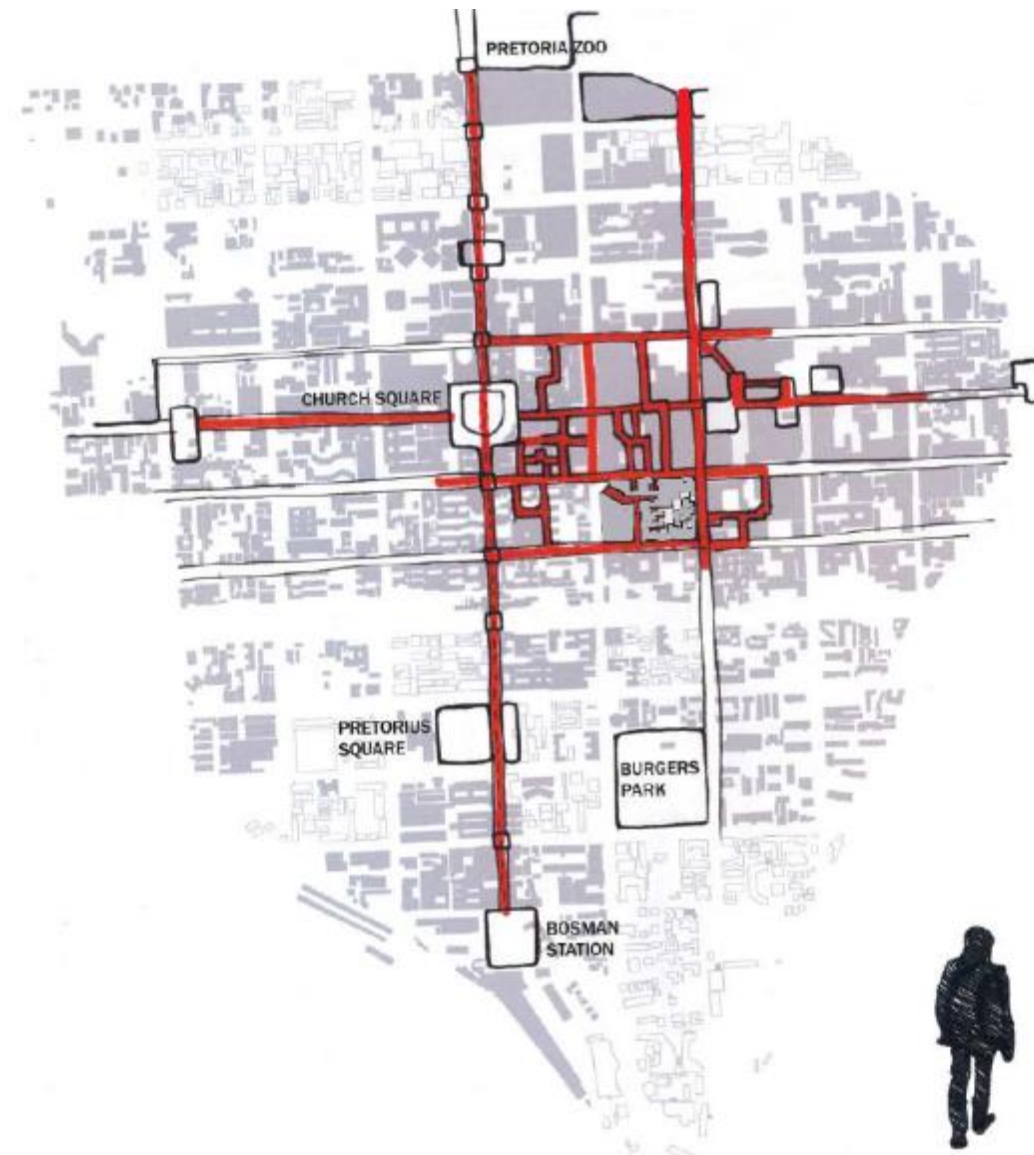 PRETORIA ZOO
CHURCH SQUARE
PRETORIUS
SQUARE
BURGERS
PARK
BOSMAN
STATION